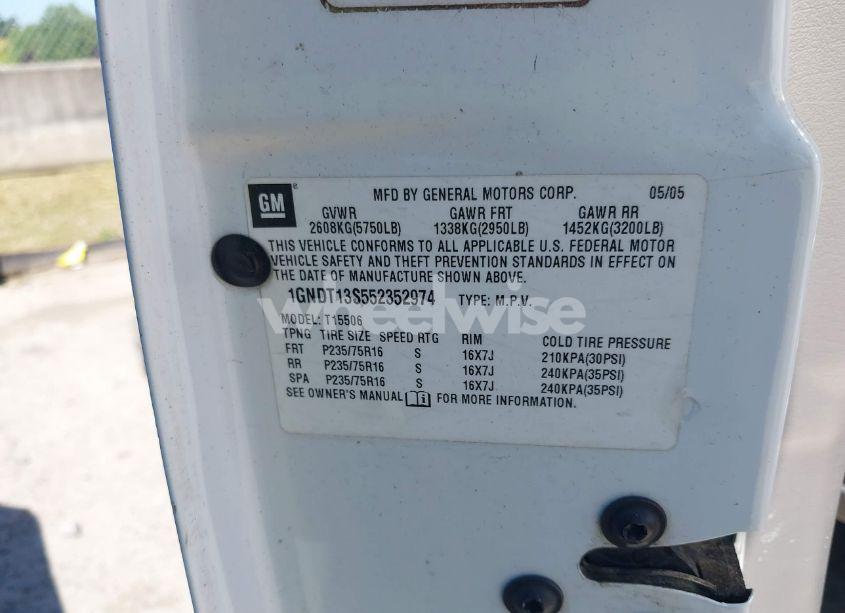 GM
MFD BY GENERAL MOTORS CORP. 05/05
GVWR GAWR FRT GAWR RR
2608KG(5750LB) 1338KG(2950LB) 1452KG(3200LB)
THIS VEHICLE CONFORMS TO ALL APPLICABLE U.S. FEDERAL MOTOR
VEHICLE SAFETY AND THEFT PREVENTION STANDARDS IN EFFECT ON
THE DATE OF MANUFACTURE SHOWN ABOVE.
1GNDT13S552352974 TYPE: M.P.V.
wheelwise
MODEL: T15506
TPNG TIRE SIZE SPEED RTG RIM COLD TIRE PRESSURE
FRT P235/75R16 S 16X7J 210KPA(30PSI)
RR P235/75R16 S 16X7J 240KPA(35PSI)
SPA P235/75R16 S 16X7J 240KPA(35PSI)
SEE OWNER'S MANUAL FOR MORE INFORMATION.